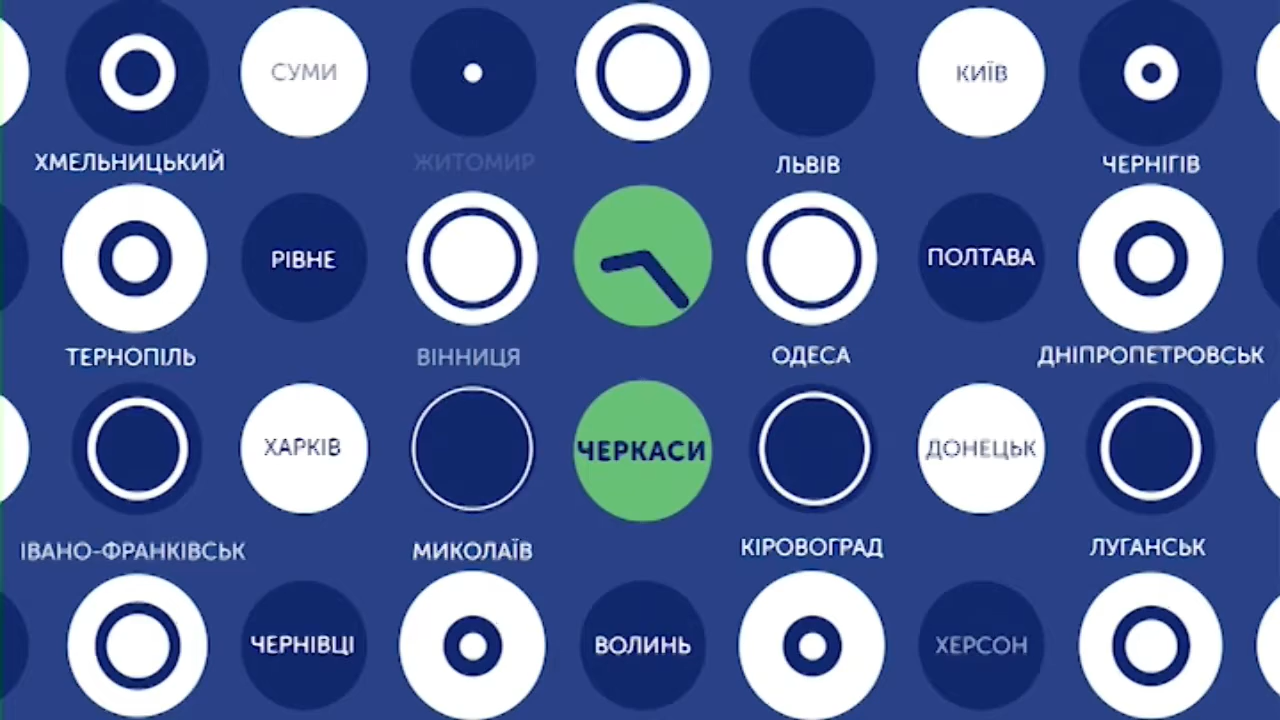 СУМИ
КИЇВ
ХМЕЛЬНИЦЬКИЙ
ЖИТОМИР
ЛЬВІВ
ЧЕРНІГІВ
РІВНЕ
ПОЛТАВА
ТЕРНОПІЛЬ
ВІННИЦЯ
ОДЕСА
ДНІПРОПЕТРОВСЬК
ХАРКІВ
ЧЕРКАСИ
ДОНЕЦЬК
ІВАНО-ФРАНКІВСЬК
МИКОЛАЇВ
КІРОВОГРАД
ЛУГАНСЬК
ЧЕРНІВЦІ
ВОЛИНЬ
ХЕРСОН